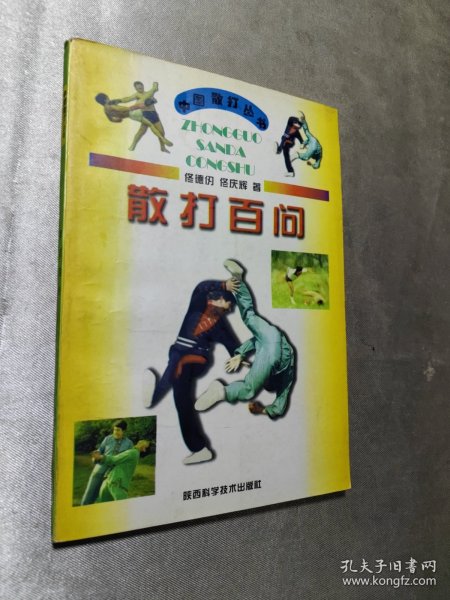 中国散打丛书
ZHONGGUO
SANDA
CONGSHU
佟德仍 佟庆辉 著
散打百问
陕西科学技术出版社
孔夫子旧书网
www.kongfz.com